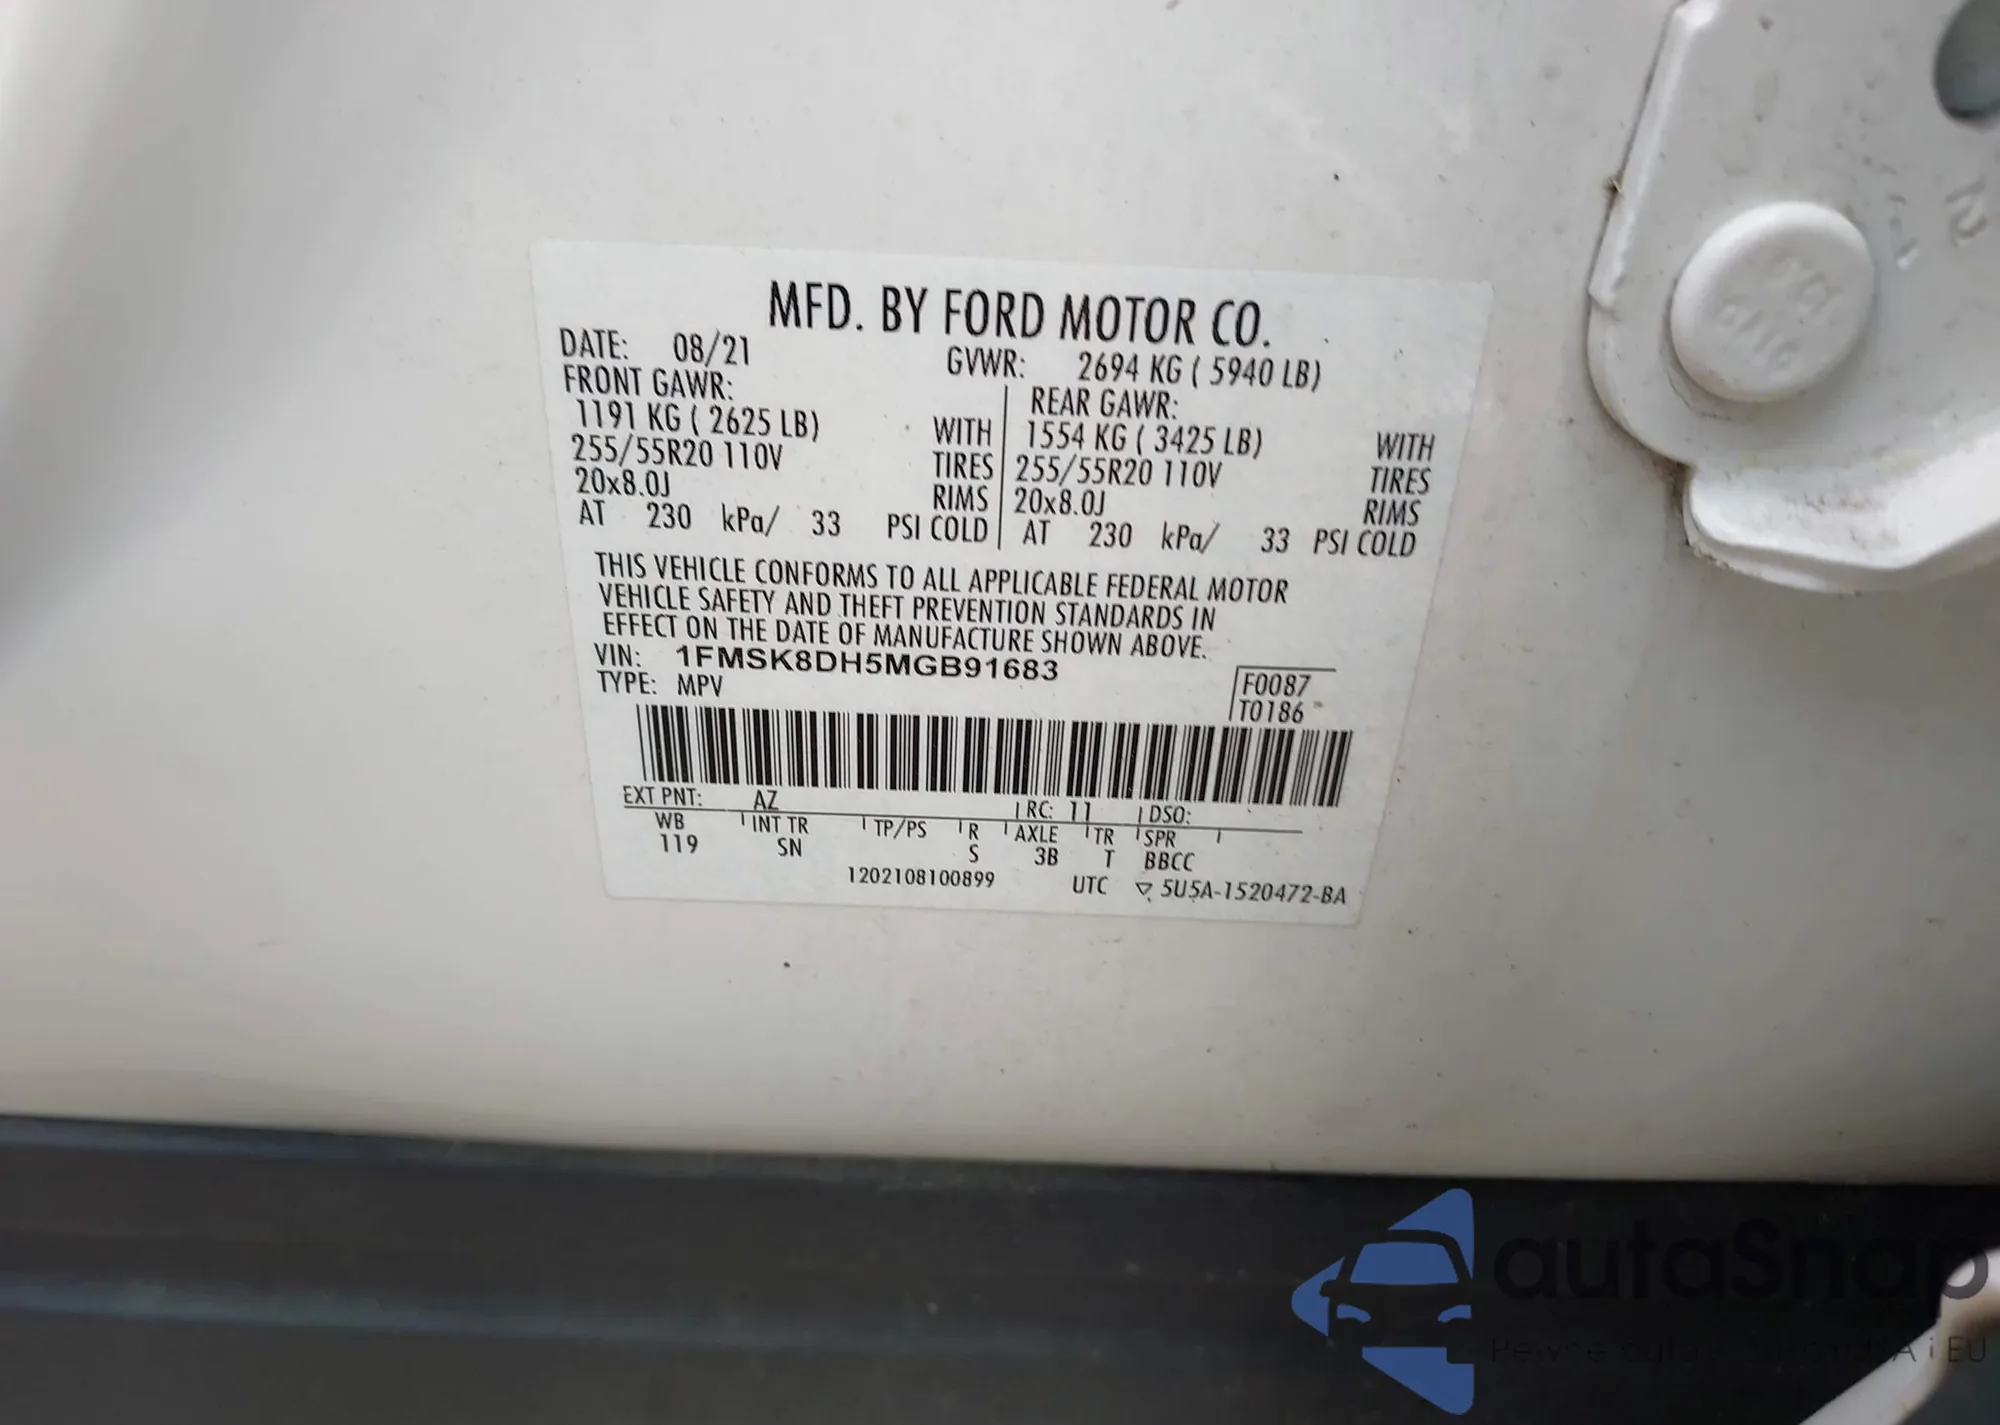 MFD. BY FORD MOTOR CO.
DATE: 08/21 GVWR: 2694 KG ( 5940 LB)
FRONT GAWR: REAR GAWR:
1191 KG ( 2625 LB) WITH 1554 KG ( 3425 LB) WITH
255/55R20 110V TIRES 255/55R20 110V TIRES
20x8.0J RIMS 20x8.0J RIMS
AT 230 kPa/ 33 PSI COLD AT 230 kPa/ 33 PSI COLD
THIS VEHICLE CONFORMS TO ALL APPLICABLE FEDERAL MOTOR
VEHICLE SAFETY AND THEFT PREVENTION STANDARDS IN
EFFECT ON THE DATE OF MANUFACTURE SHOWN ABOVE.
VIN: 1FMSK8DH5MGB91683
TYPE: MPV F0087
T0186
EXT PNT: AZ RC: 11 DSO:
WB INT TR TP/PS R AXLE TR SPR
119 SN S 3B T BBCC
1202108100899 UTC 5U5A-1520472-BA
autaSnap
i EU